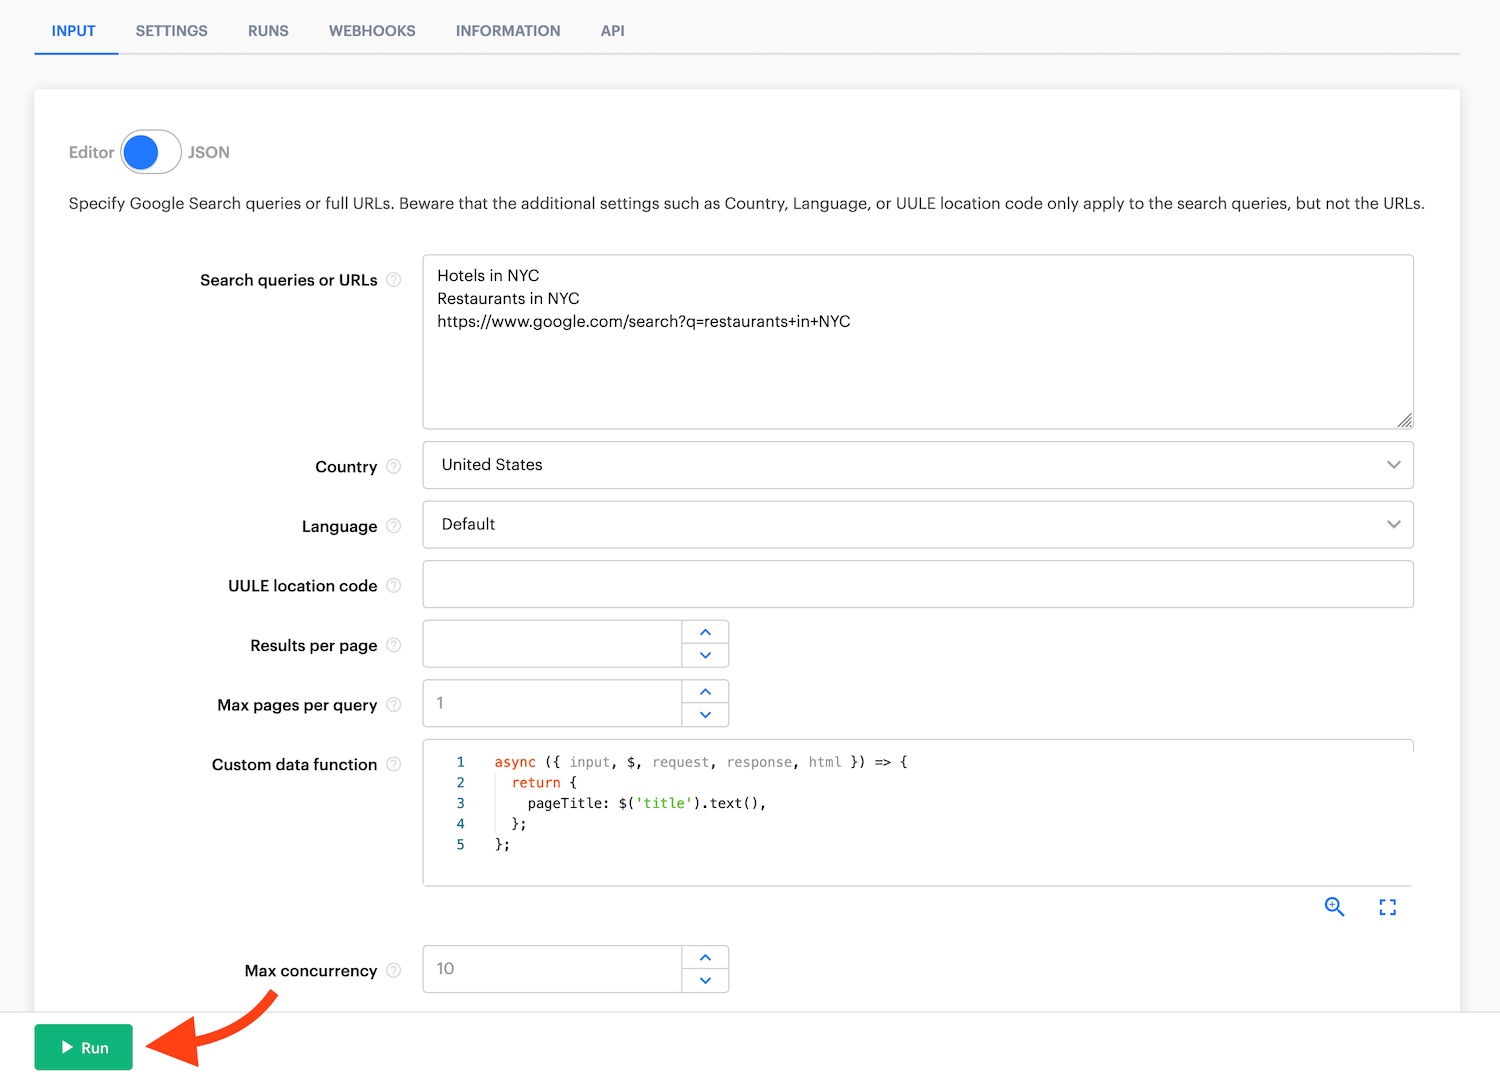 INPUT SETTINGS RUNS WEBHOOKS INFORMATION API
Editor JSON
Specify Google Search queries or full URLs. Beware that the additional settings such as Country, Language, or UULE location code only apply to the search queries, but not the URLs.
Search queries or URLs ?
Hotels in NYC
Restaurants in NYC
https://www.google.com/search?q=restaurants+in+NYC
Country ? United States
Language ? Default
UULE location code ?
Results per page ?
Max pages per query ? 1
Custom data function ?
1 async ({ input, $, request, response, html }) => {
2 return {
3 pageTitle: $('title').text(),
4 };
5 };
Max concurrency ? 10
Run